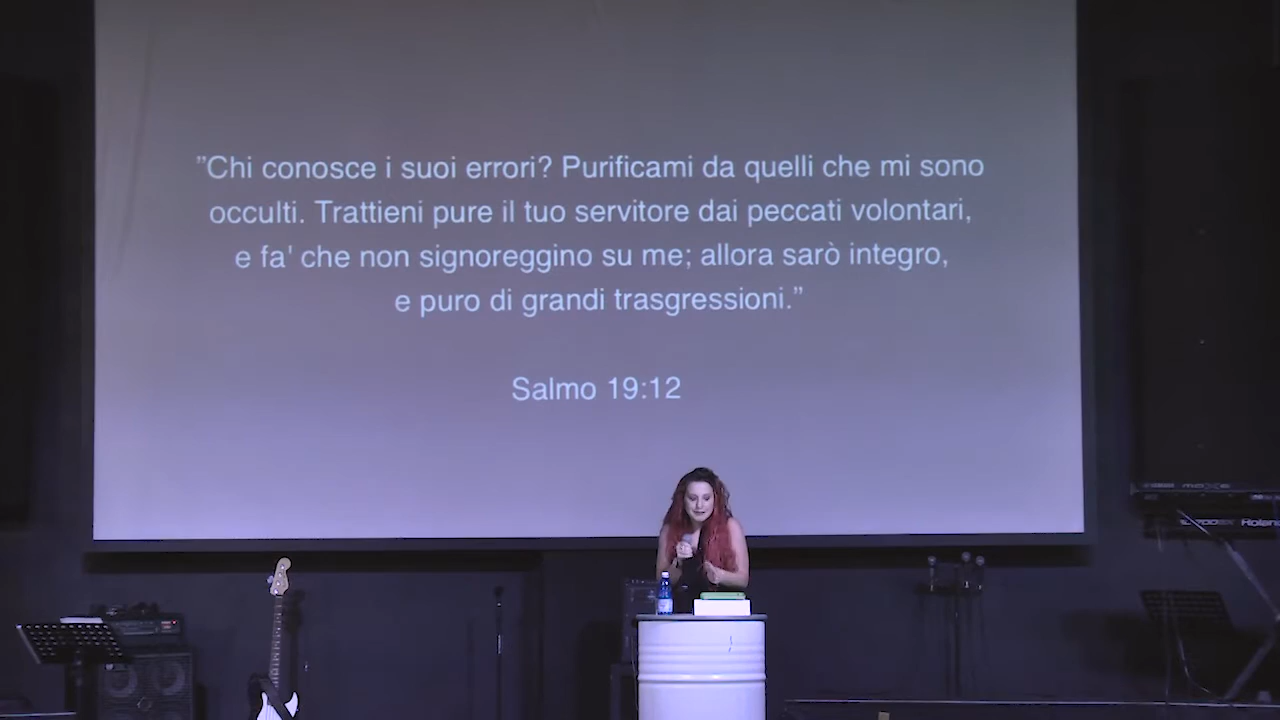 ”Chi conosce i suoi errori? Purificami da quelli che mi sono
occulti. Trattieni pure il tuo servitore dai peccati volontari,
e fa' che non signoreggino su me; allora sarò integro,
e puro di grandi trasgressioni.”
Salmo 19:12
Roland